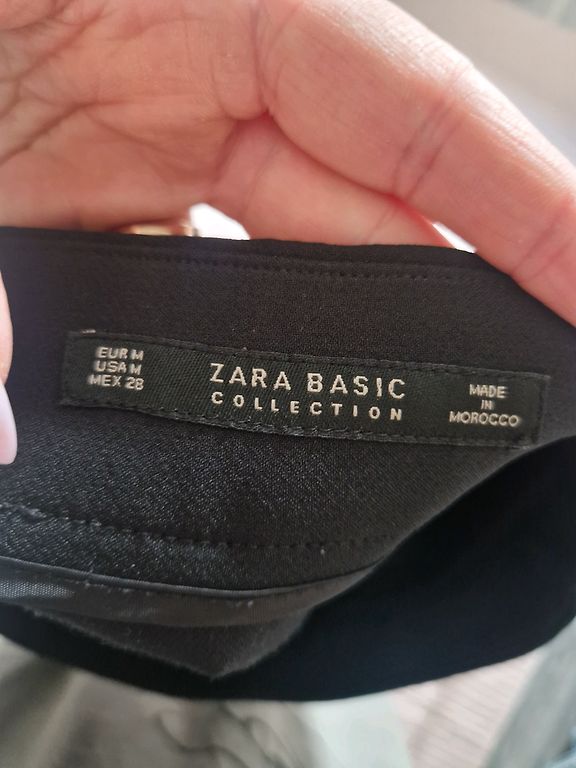 EUR M
USA M
MEX 28
ZARA BASIC
COLLECTION
MADE
IN
MOROCCO